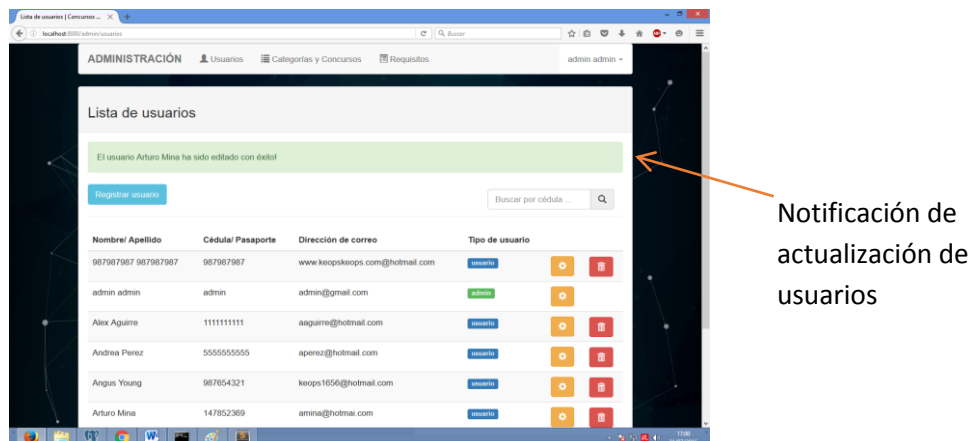 Lista de usuarios | Concursos ...
localhost:8000/admin/usuarios
Buscar
ADMINISTRACIÓN Usuarios Categorías y Concursos Requisitos admin admin
Lista de usuarios
El usuario Arturo Mina ha sido editado con éxito!
Registrar usuario
Buscar por cédula ...
Nombre/ Apellido Cédula/ Pasaporte Dirección de correo Tipo de usuario
987987987 987987987 987987987 www.keopskeops.com@hotmail.com usuario
admin admin admin admin@gmail.com admin
Alex Aguirre 1111111111 aaguirre@hotmail.com usuario
Andrea Perez 5555555555 aperez@hotmail.com usuario
Angus Young 987654321 keops1656@hotmail.com usuario
Arturo Mina 147852369 amina@hotmai.com usuario
17:00
Notificación de
actualización de
usuarios